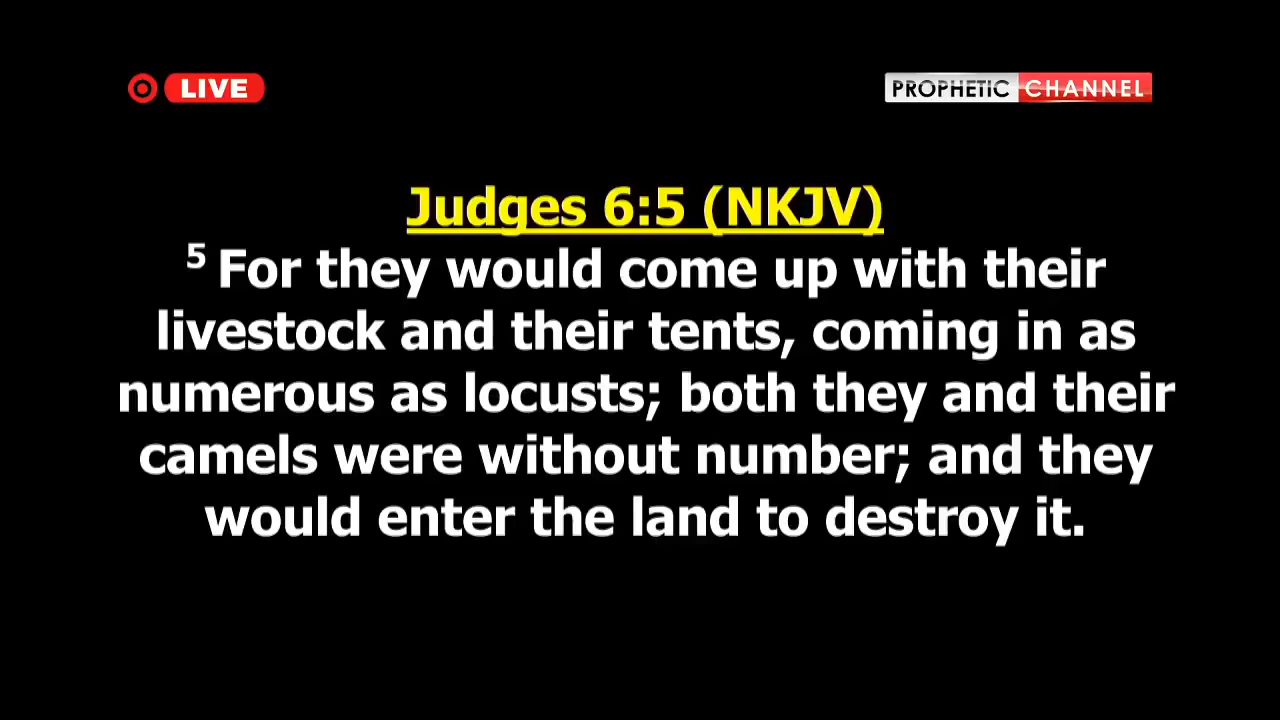 LIVE
PROPHETIC CHANNEL
Judges 6:5 (NKJV)
5 For they would come up with their
livestock and their tents, coming in as
numerous as locusts; both they and their
camels were without number; and they
would enter the land to destroy it.